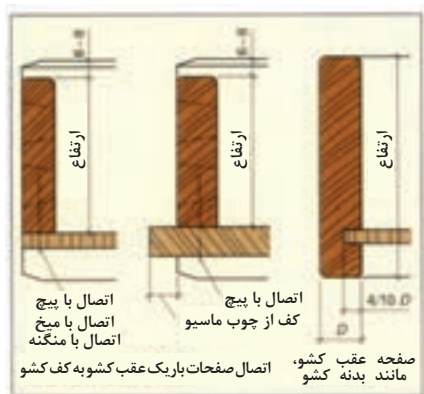 ارتفاع
ارتفاع
ارتفاع
4/10 D
D
اتصال با پیچ
کف از چوب ماسیو
اتصال با پیچ
اتصال با میخ
اتصال با منگنه
صفحه عقب کشو،
مانند بدنه کشو
اتصال صفحات باریک عقب کشو به کف کشو